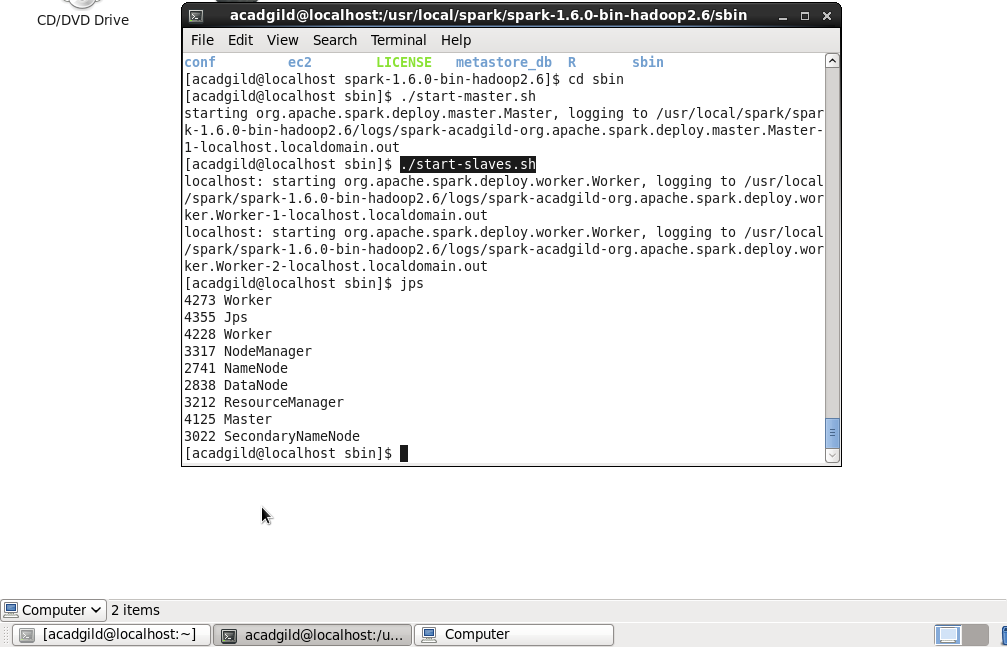 CD/DVD Drive
acadgild@localhost:/usr/local/spark/spark-1.6.0-bin-hadoop2.6/sbin
File Edit View Search Terminal Help
conf ec2 LICENSE metastore_db R sbin
[acadgild@localhost spark-1.6.0-bin-hadoop2.6]$ cd sbin
[acadgild@localhost sbin]$ ./start-master.sh
starting org.apache.spark.deploy.master.Master, logging to /usr/local/spark/spar
k-1.6.0-bin-hadoop2.6/logs/spark-acadgild-org.apache.spark.deploy.master.Master-
1-localhost.localdomain.out
[acadgild@localhost sbin]$ ./start-slaves.sh
localhost: starting org.apache.spark.deploy.worker.Worker, logging to /usr/local
/spark/spark-1.6.0-bin-hadoop2.6/logs/spark-acadgild-org.apache.spark.deploy.wor
ker.Worker-1-localhost.localdomain.out
localhost: starting org.apache.spark.deploy.worker.Worker, logging to /usr/local
/spark/spark-1.6.0-bin-hadoop2.6/logs/spark-acadgild-org.apache.spark.deploy.wor
ker.Worker-2-localhost.localdomain.out
[acadgild@localhost sbin]$ jps
4273 Worker
4355 Jps
4228 Worker
3317 NodeManager
2741 NameNode
2838 DataNode
3212 ResourceManager
4125 Master
3022 SecondaryNameNode
[acadgild@localhost sbin]$
Computer 2 items
[acadgild@localhost:~] acadgild@localhost:/u... Computer